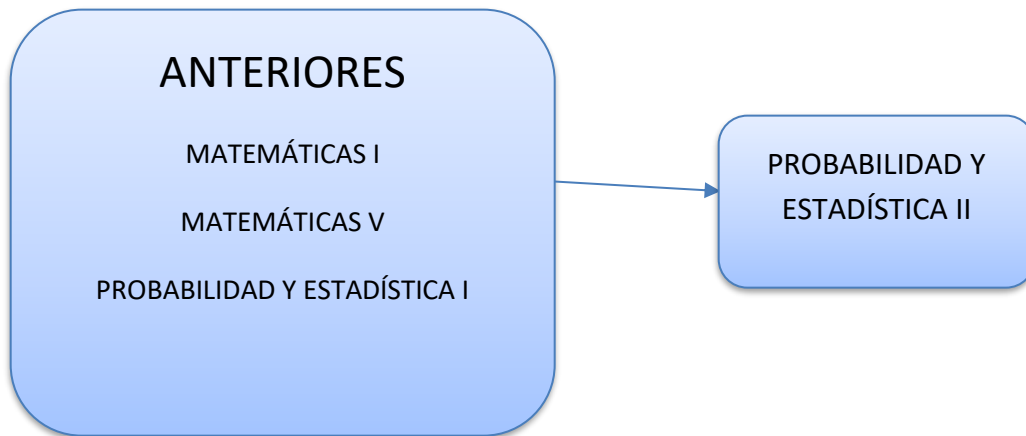 ANTERIORES
MATEMÁTICAS I
MATEMÁTICAS V
PROBABILIDAD Y ESTADÍSTICA I
PROBABILIDAD Y
ESTADÍSTICA II